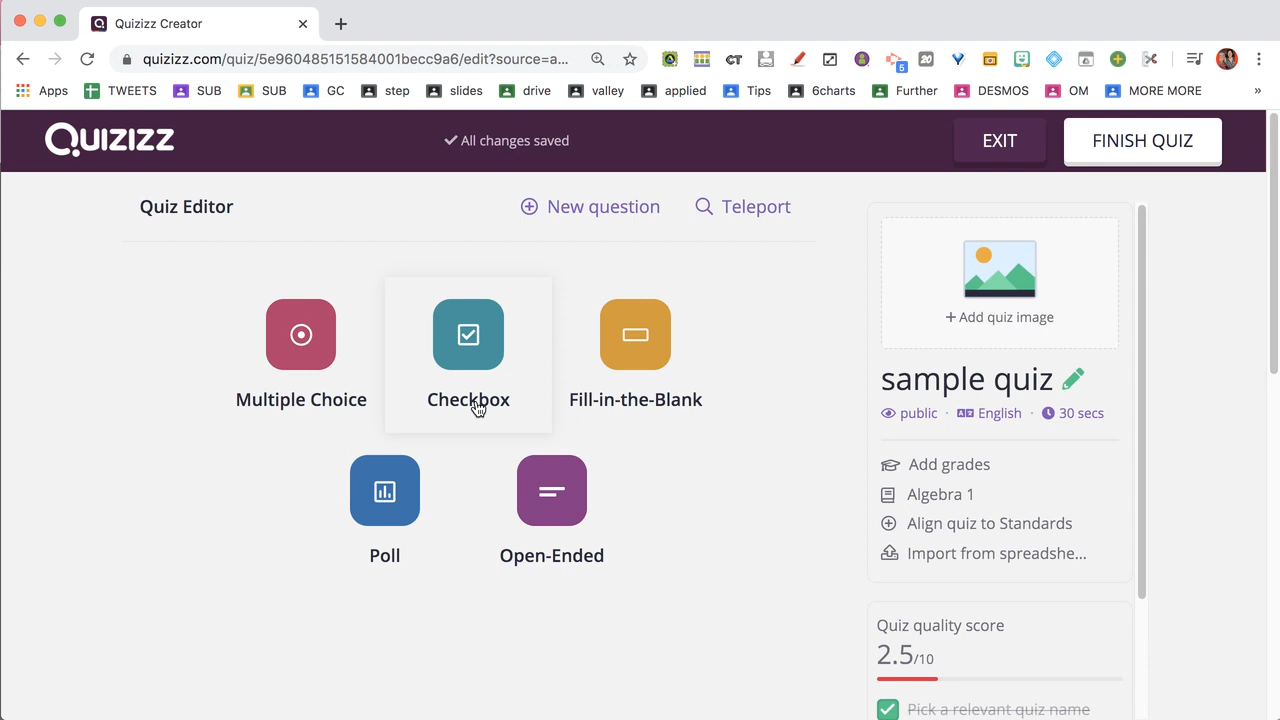 Quizizz Creator
quizizz.com/quiz/5e960485151584001becc9a6/edit?source=a...
CT
5
20
Apps TWEETS SUB SUB GC step slides drive valley applied Tips 6charts Further DESMOS OM MORE MORE »
QUIZIZZ
All changes saved
EXIT
FINISH QUIZ
Quiz Editor
New question
Teleport
Multiple Choice
Checkbox
Fill-in-the-Blank
Poll
Open-Ended
+ Add quiz image
sample quiz
public · English · 30 secs
Add grades
Algebra 1
Align quiz to Standards
Import from spreadshe...
Quiz quality score
2.5/10
Pick a relevant quiz name